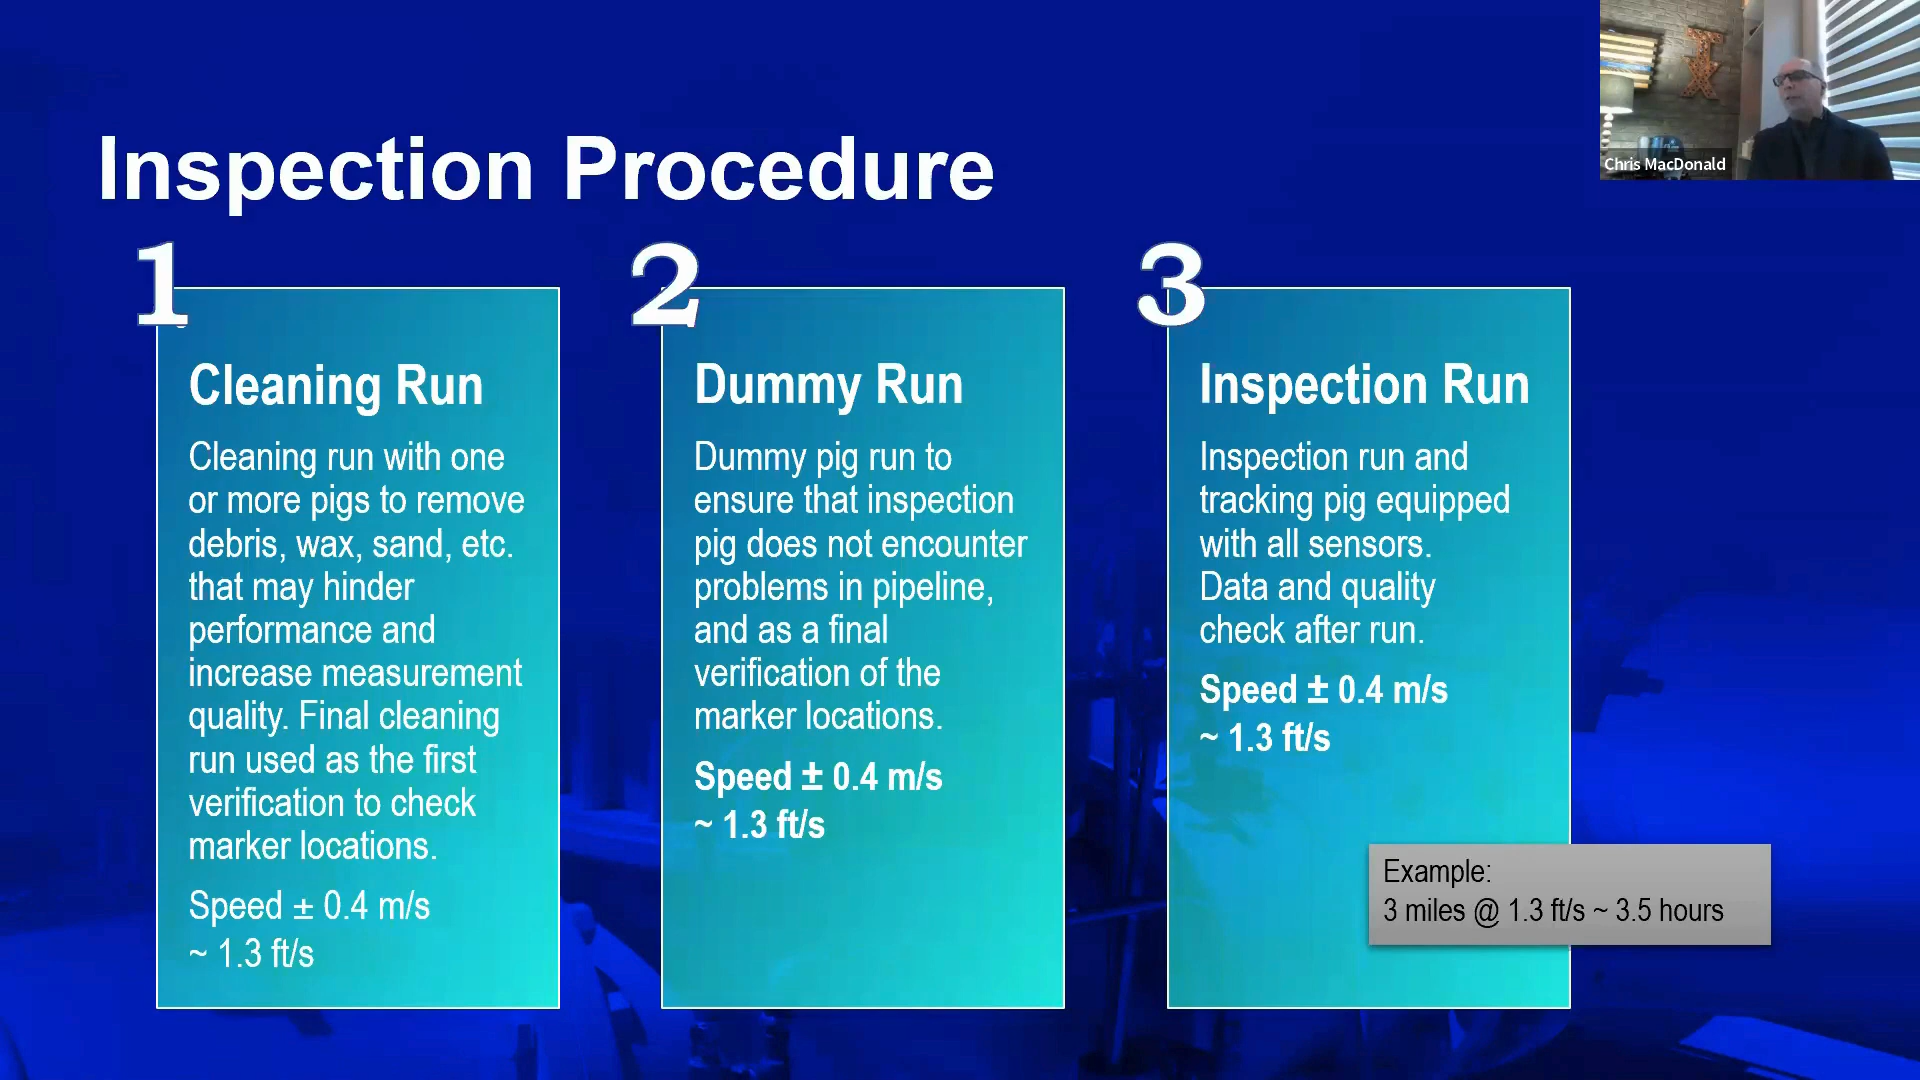 Chris MacDonald
Inspection Procedure
1
Cleaning Run
Cleaning run with one
or more pigs to remove
debris, wax, sand, etc.
that may hinder
performance and
increase measurement
quality. Final cleaning
run used as the first
verification to check
marker locations.
Speed ± 0.4 m/s
~ 1.3 ft/s
2
Dummy Run
Dummy pig run to
ensure that inspection
pig does not encounter
problems in pipeline,
and as a final
verification of the
marker locations.
Speed ± 0.4 m/s
~ 1.3 ft/s
3
Inspection Run
Inspection run and
tracking pig equipped
with all sensors.
Data and quality
check after run.
Speed ± 0.4 m/s
~ 1.3 ft/s
Example:
3 miles @ 1.3 ft/s ~ 3.5 hours